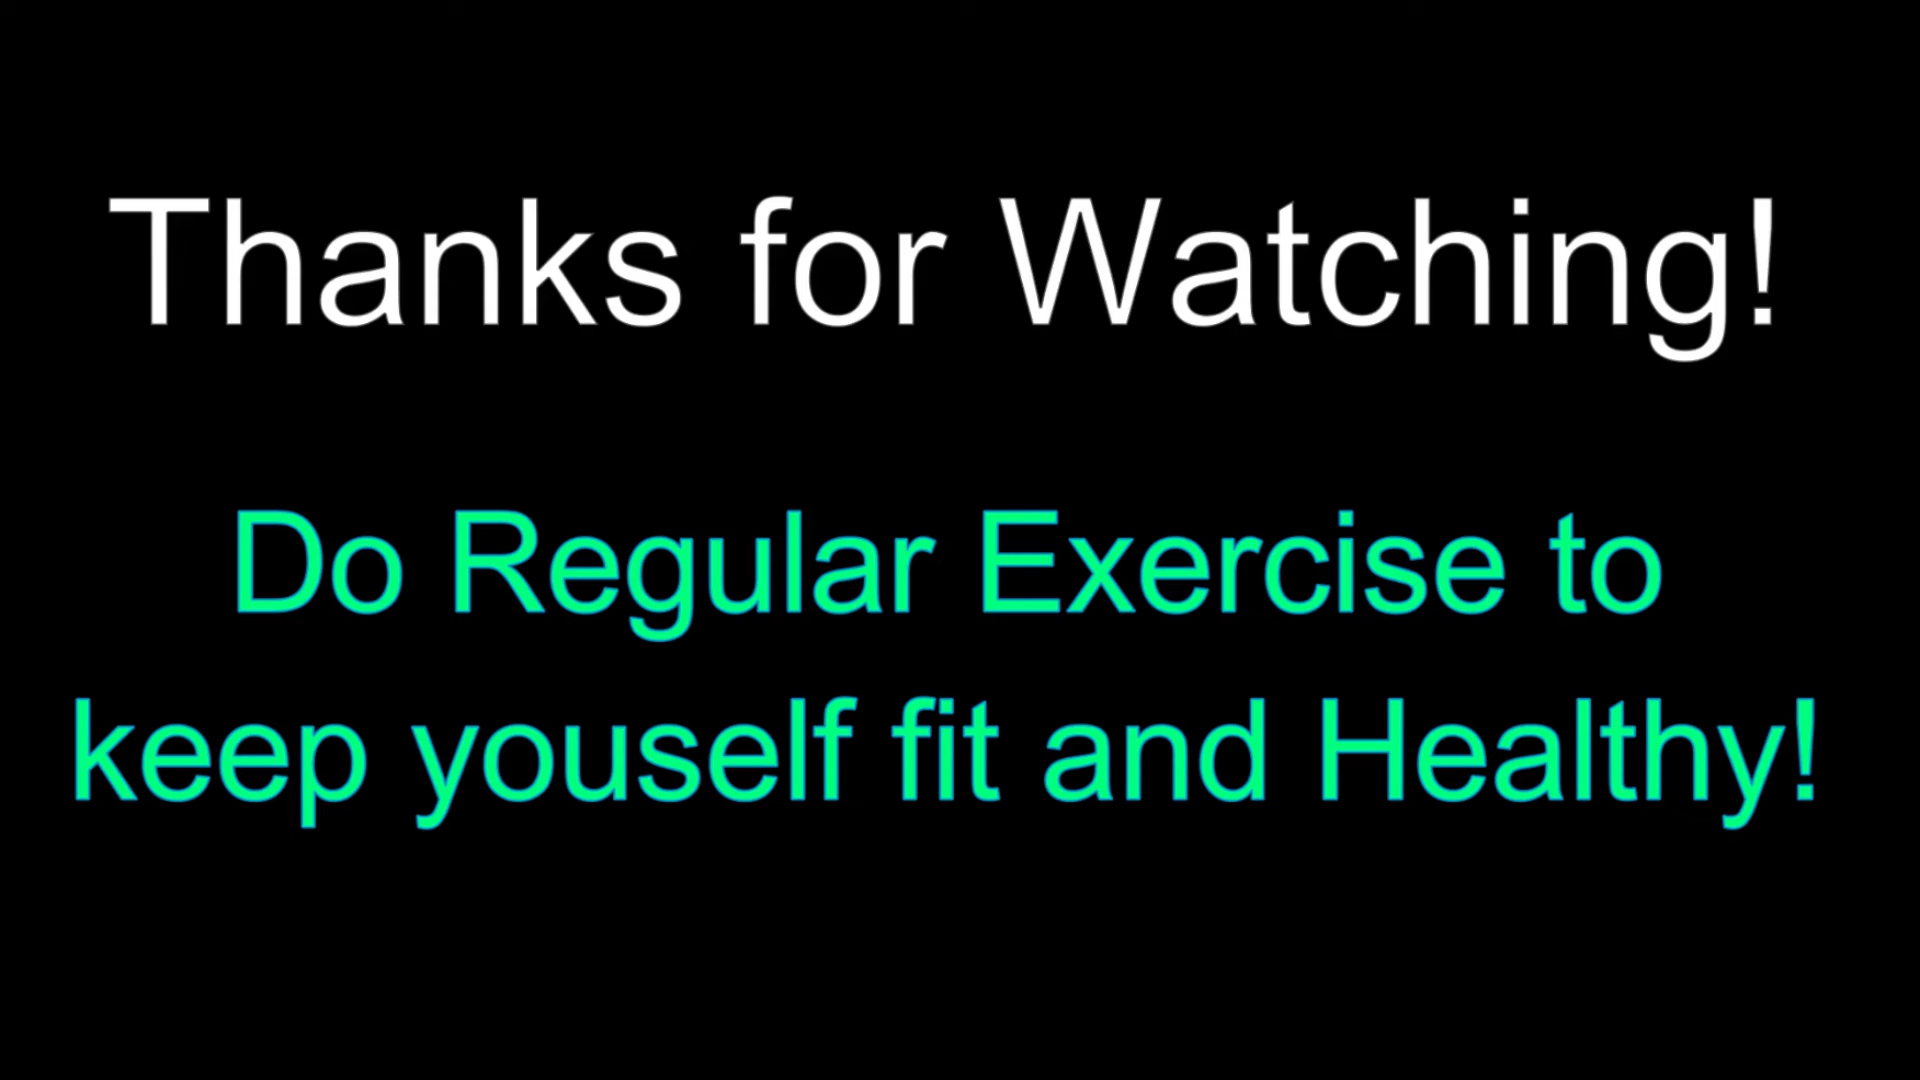 Thanks for Watching!
Do Regular Exercise to
keep youself fit and Healthy!